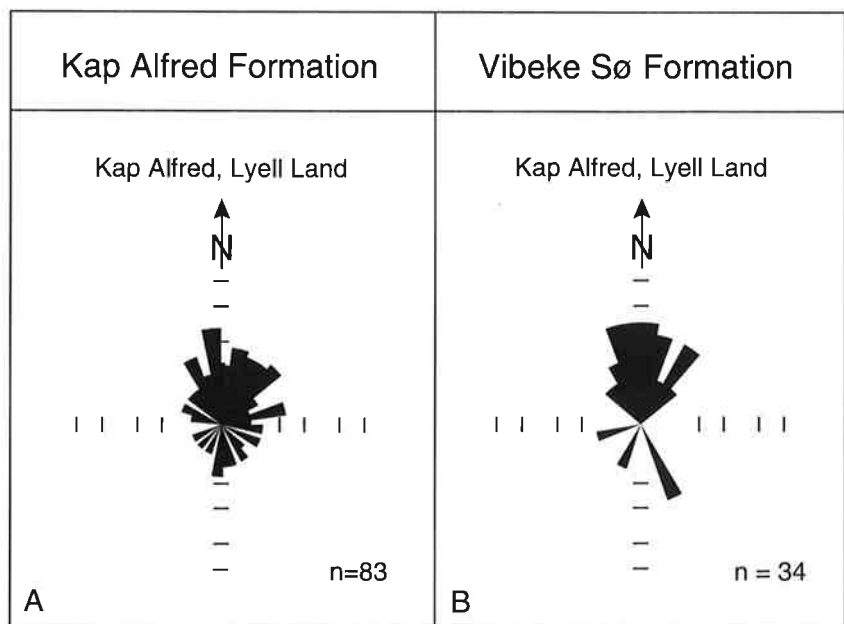 Kap Alfred Formation
Vibeke Sø Formation
Kap Alfred, Lyell Land
N
n=83
A
Kap Alfred, Lyell Land
N
n = 34
B